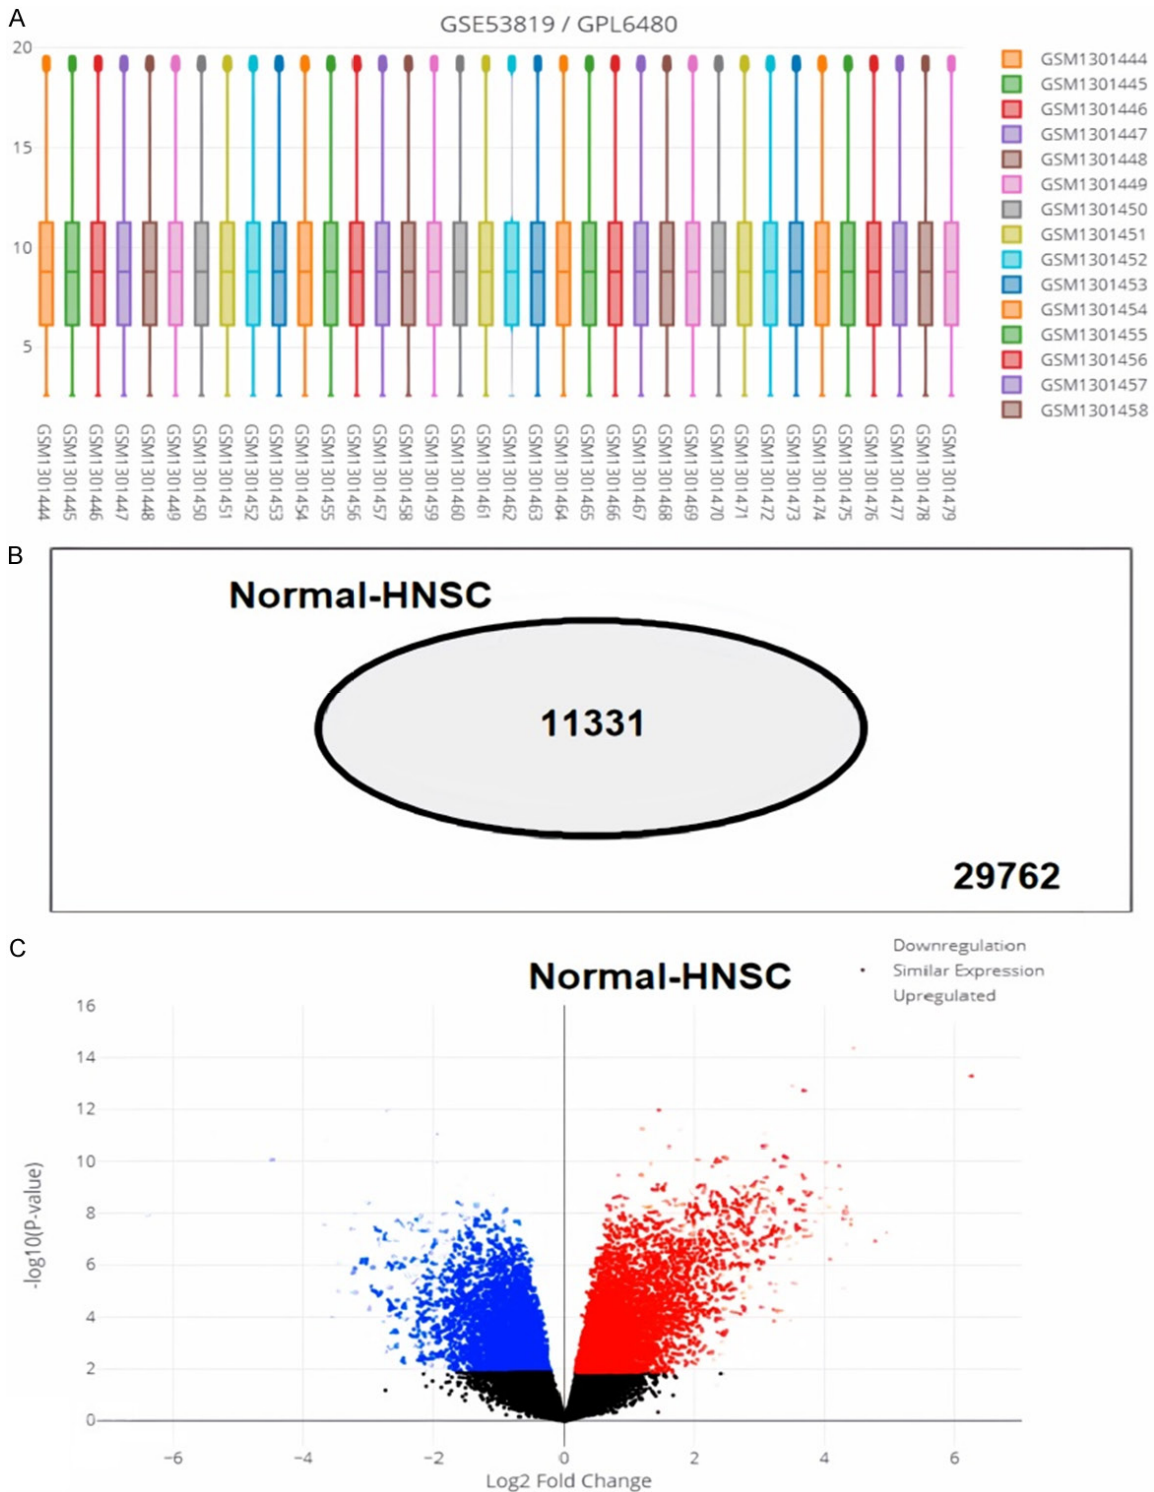 A
GSE53819 / GPL6480
20
15
10
5
GSM1301444
GSM1301445
GSM1301446
GSM1301447
GSM1301448
GSM1301449
GSM1301450
GSM1301451
GSM1301452
GSM1301453
GSM1301454
GSM1301455
GSM1301456
GSM1301457
GSM1301458
GSM1301444
GSM1301445
GSM1301446
GSM1301447
GSM1301448
GSM1301449
GSM1301450
GSM1301451
GSM1301452
GSM1301453
GSM1301454
GSM1301455
GSM1301456
GSM1301457
GSM1301458
GSM1301459
GSM1301460
GSM1301461
GSM1301462
GSM1301463
GSM1301464
GSM1301465
GSM1301466
GSM1301467
GSM1301468
GSM1301469
GSM1301470
GSM1301471
GSM1301472
GSM1301473
GSM1301474
GSM1301475
GSM1301476
GSM1301477
GSM1301478
GSM1301479
B
Normal-HNSC
11331
29762
C
Normal-HNSC
Downregulation
Similar Expression
Upregulated
-log10(P-value)
16
14
12
10
8
6
4
2
0
−6 −4 −2 0 2 4 6
Log2 Fold Change